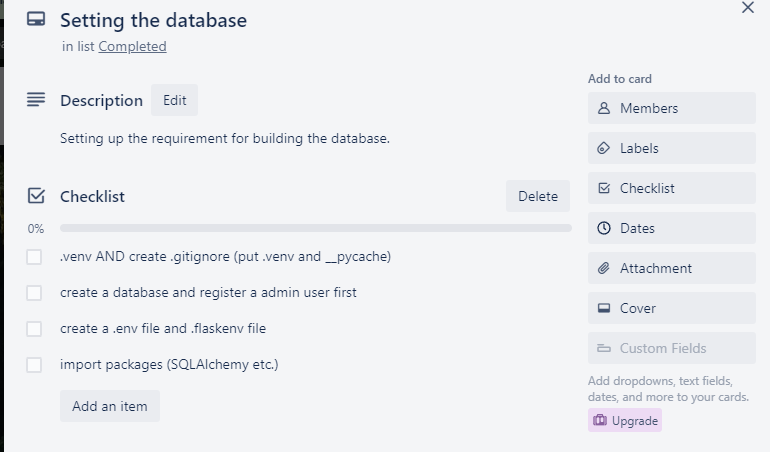 Setting the database
in list Completed
Add to card
Description Edit
Members
Setting up the requirement for building the database.
Labels
Checklist Delete
Checklist
0%
Dates
.venv AND create .gitignore (put .venv and __pycache)
Attachment
create a database and register a admin user first
Cover
create a .env file and .flaskenv file
Custom Fields
import packages (SQLAlchemy etc.)
Add dropdowns, text fields,
dates, and more to your cards.
Add an item
Upgrade